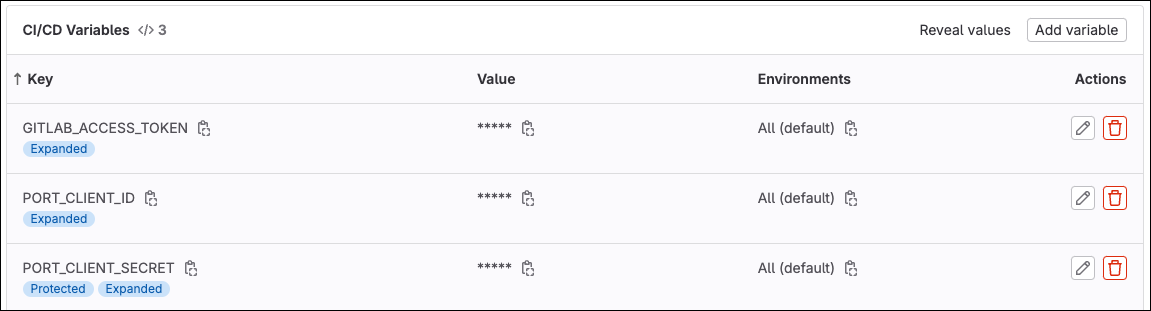 CI/CD Variables </> 3 Reveal values Add variable
↑ Key Value Environments Actions
GITLAB_ACCESS_TOKEN ***** All (default)
Expanded
PORT_CLIENT_ID ***** All (default)
Expanded
PORT_CLIENT_SECRET ***** All (default)
Protected Expanded